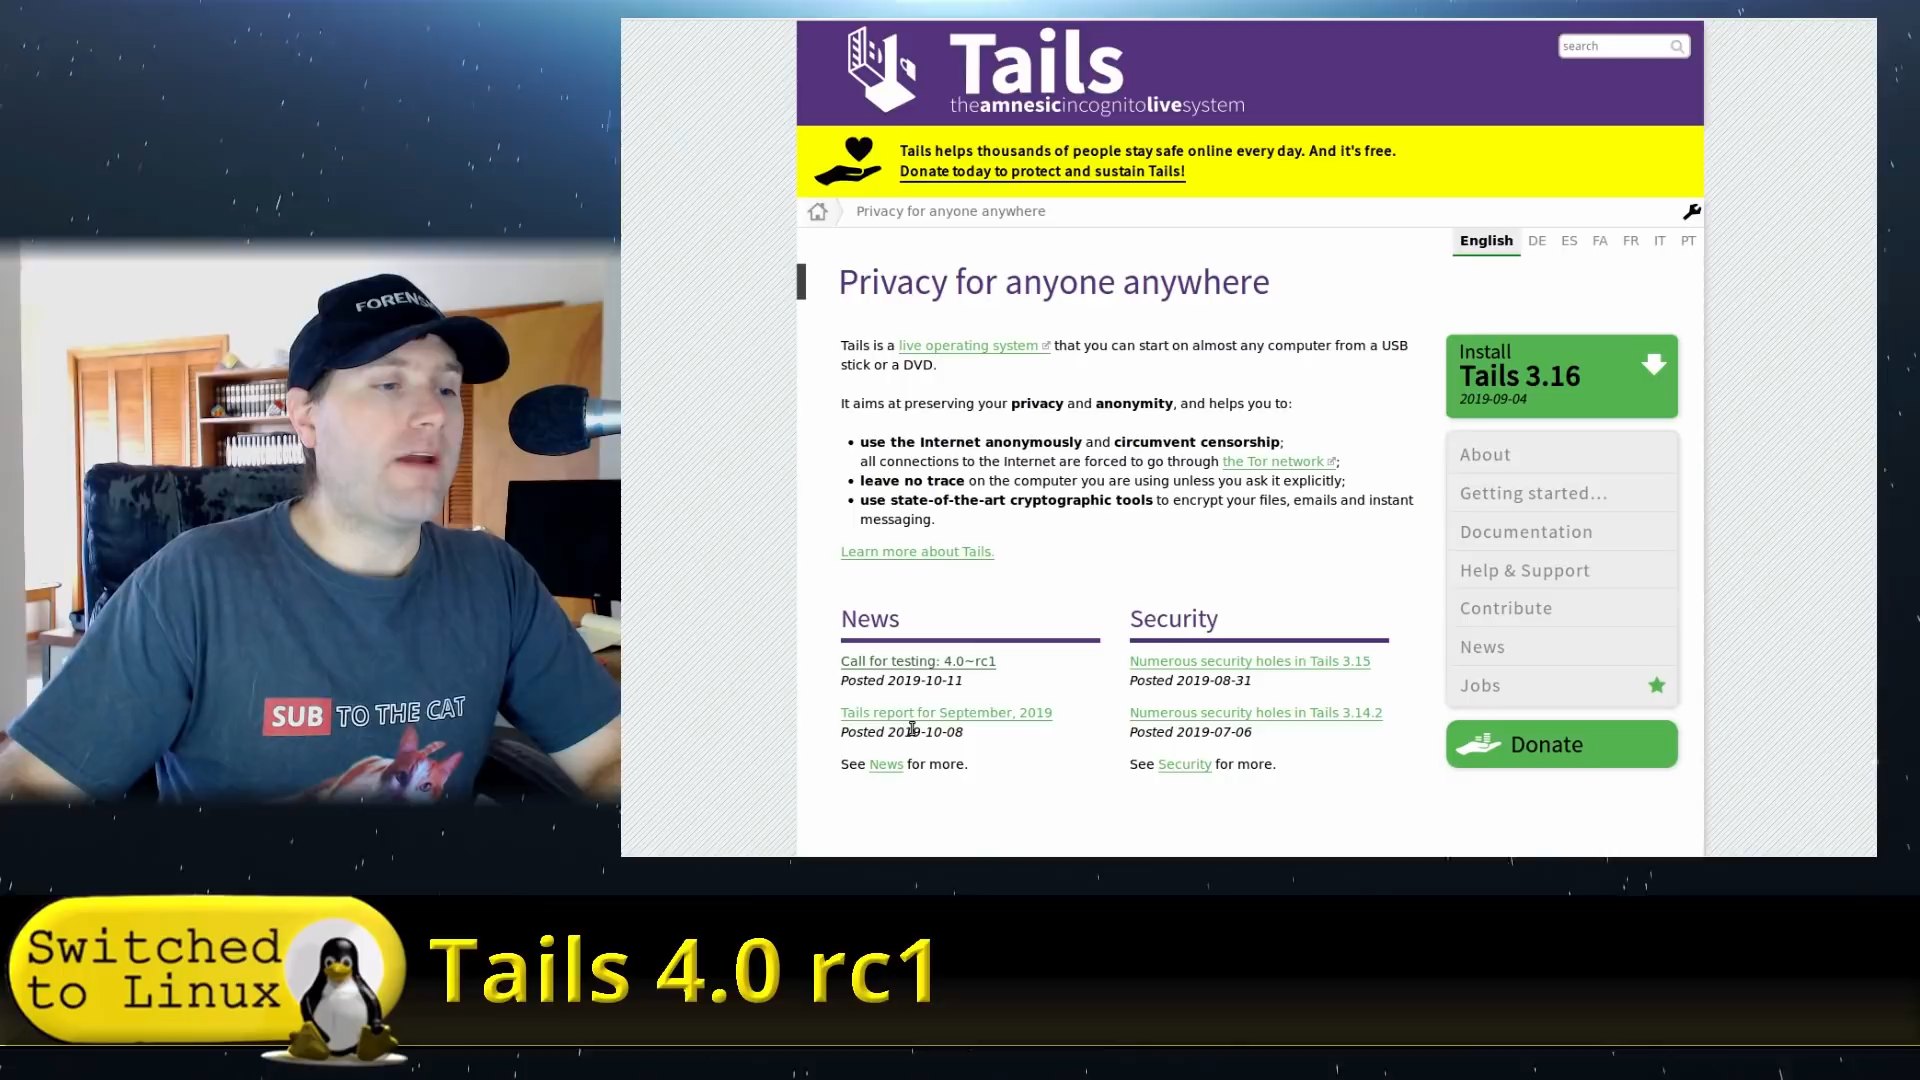 Tails
theamnesicincognitolivesystem
search
Tails helps thousands of people stay safe online every day. And it's free.
Donate today to protect and sustain Tails!
Privacy for anyone anywhere
English DE ES FA FR IT PT
Privacy for anyone anywhere
Tails is a live operating system that you can start on almost any computer from a USB
stick or a DVD.
It aims at preserving your privacy and anonymity, and helps you to:
• use the Internet anonymously and circumvent censorship;
all connections to the Internet are forced to go through the Tor network;
• leave no trace on the computer you are using unless you ask it explicitly;
• use state-of-the-art cryptographic tools to encrypt your files, emails and instant
messaging.
Learn more about Tails.
News
Call for testing: 4.0~rc1
Posted 2019-10-11
Tails report for September, 2019
Posted 2019-10-08
See News for more.
Security
Numerous security holes in Tails 3.15
Posted 2019-08-31
Numerous security holes in Tails 3.14.2
Posted 2019-07-06
See Security for more.
Install
Tails 3.16
2019-09-04
About
Getting started...
Documentation
Help & Support
Contribute
News
Jobs
Donate
SUB TO THE CAT
Switched
to Linux
Tails 4.0 rc1